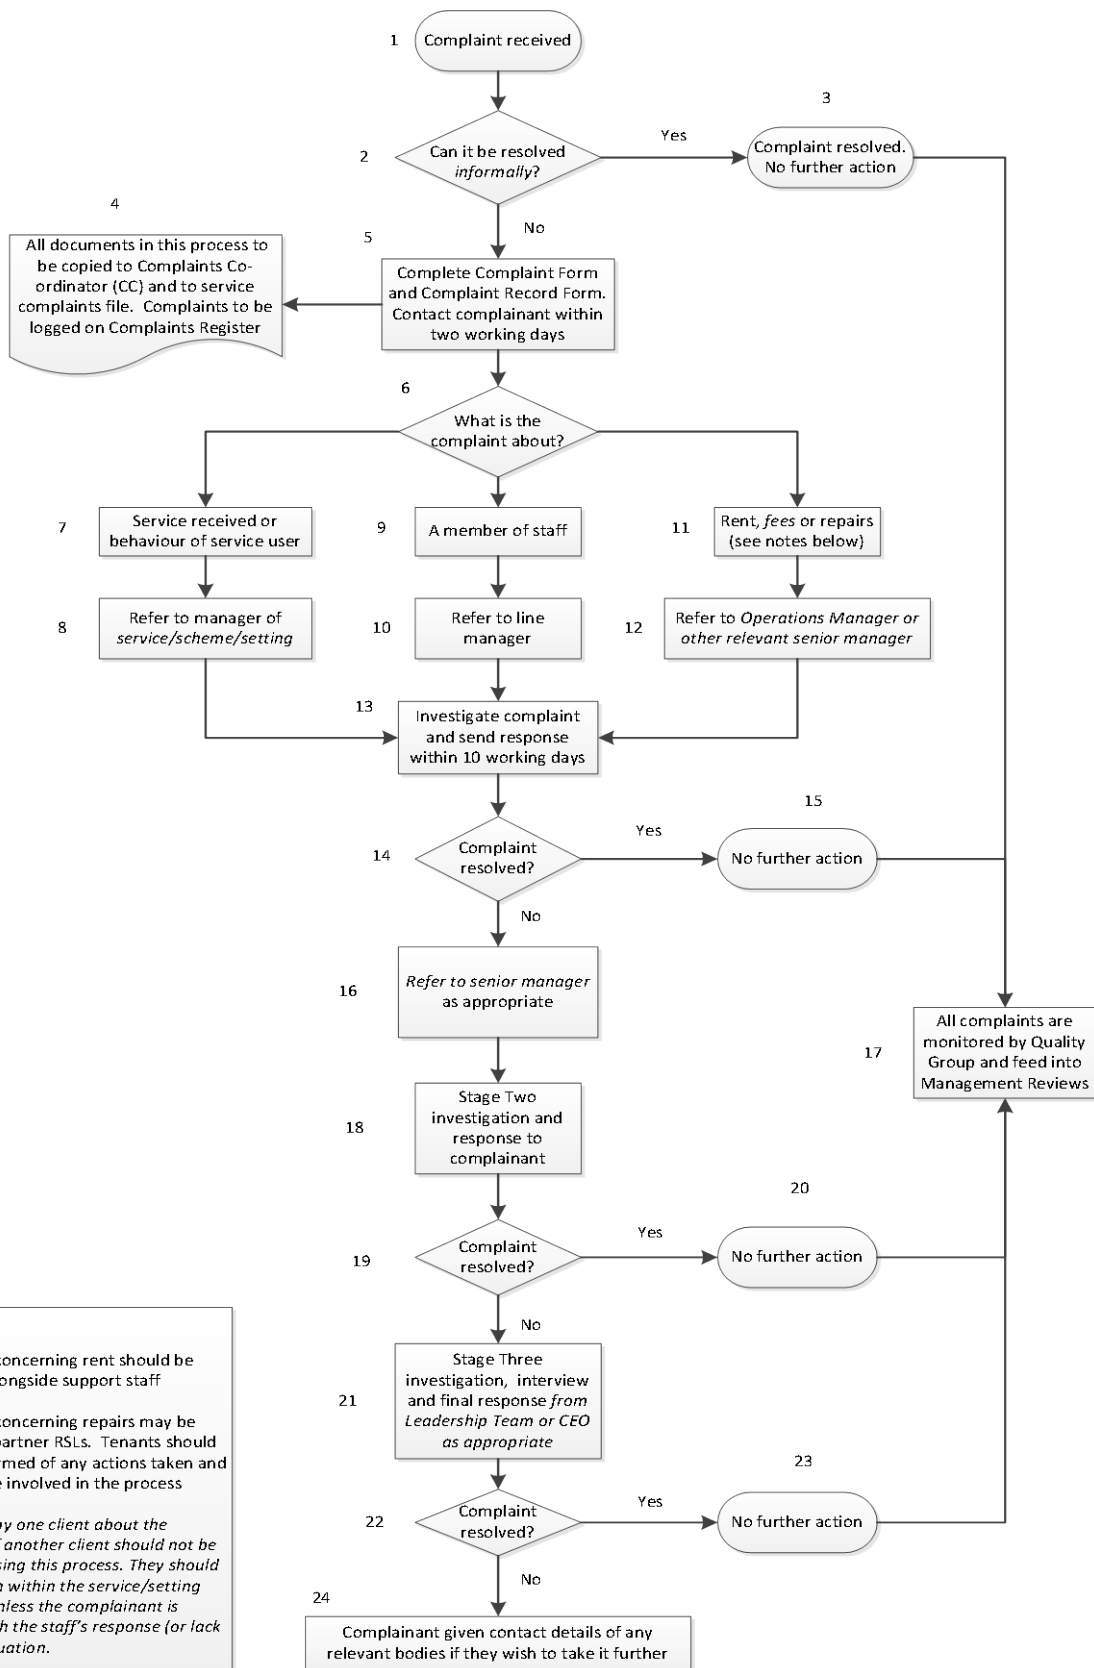 1
Complaint received
2
Can it be resolved
informally?
Yes
3
Complaint resolved.
No further action
No
4
All documents in this process to
be copied to Complaints Co-
ordinator (CC) and to service
complaints file. Complaints to be
logged on Complaints Register
5
Complete Complaint Form
and Complaint Record Form.
Contact complainant within
two working days
6
What is the
complaint about?
7
Service received or
behaviour of service user
9
A member of staff
11
Rent, fees or repairs
(see notes below)
8
Refer to manager of
service/scheme/setting
10
Refer to line
manager
12
Refer to Operations Manager or
other relevant senior manager
13
Investigate complaint
and send response
within 10 working days
14
Complaint
resolved?
Yes
15
No further action
No
16
Refer to senior manager
as appropriate
17
All complaints are
monitored by Quality
Group and feed into
Management Reviews
18
Stage Two
investigation and
response to
complainant
19
Complaint
resolved?
Yes
20
No further action
No
21
Stage Three
investigation, interview
and final response from
Leadership Team or CEO
as appropriate
22
Complaint
resolved?
Yes
23
No further action
No
24
Complainant given contact details of any
relevant bodies if they wish to take it further
concerning rent should be
ongside support staff
concerning repairs may be
partner RSLs. Tenants should
rmed of any actions taken and
e involved in the process
by one client about the
f another client should not be
sing this process. They should
n within the service/setting
nless the complainant is
h the staff's response (or lack
uation.